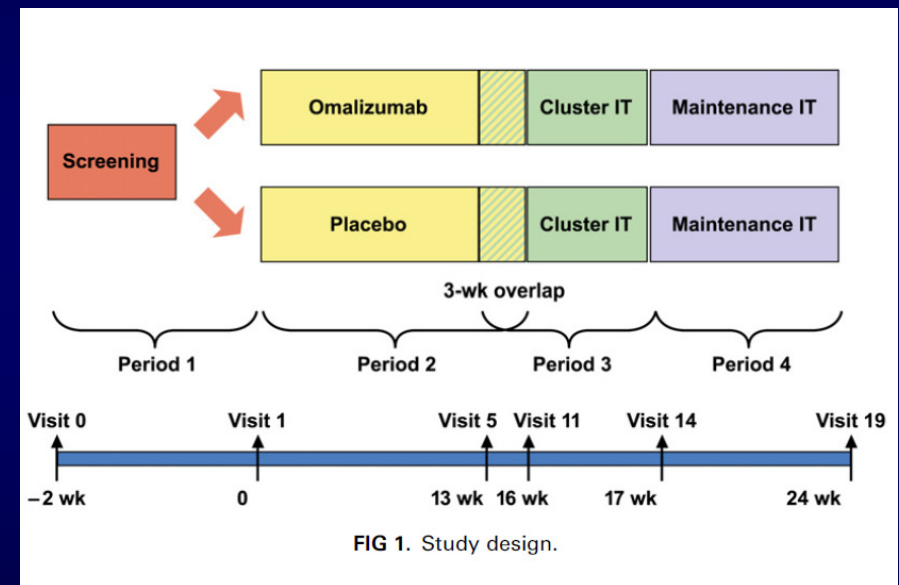 Omalizumab
Cluster IT
Maintenance IT
Screening
Placebo
Cluster IT
Maintenance IT
3-wk overlap
Period 1
Period 2
Period 3
Period 4
Visit 0
Visit 1
Visit 5
Visit 11
Visit 14
Visit 19
–2 wk
0
13 wk
16 wk
17 wk
24 wk
FIG 1. Study design.